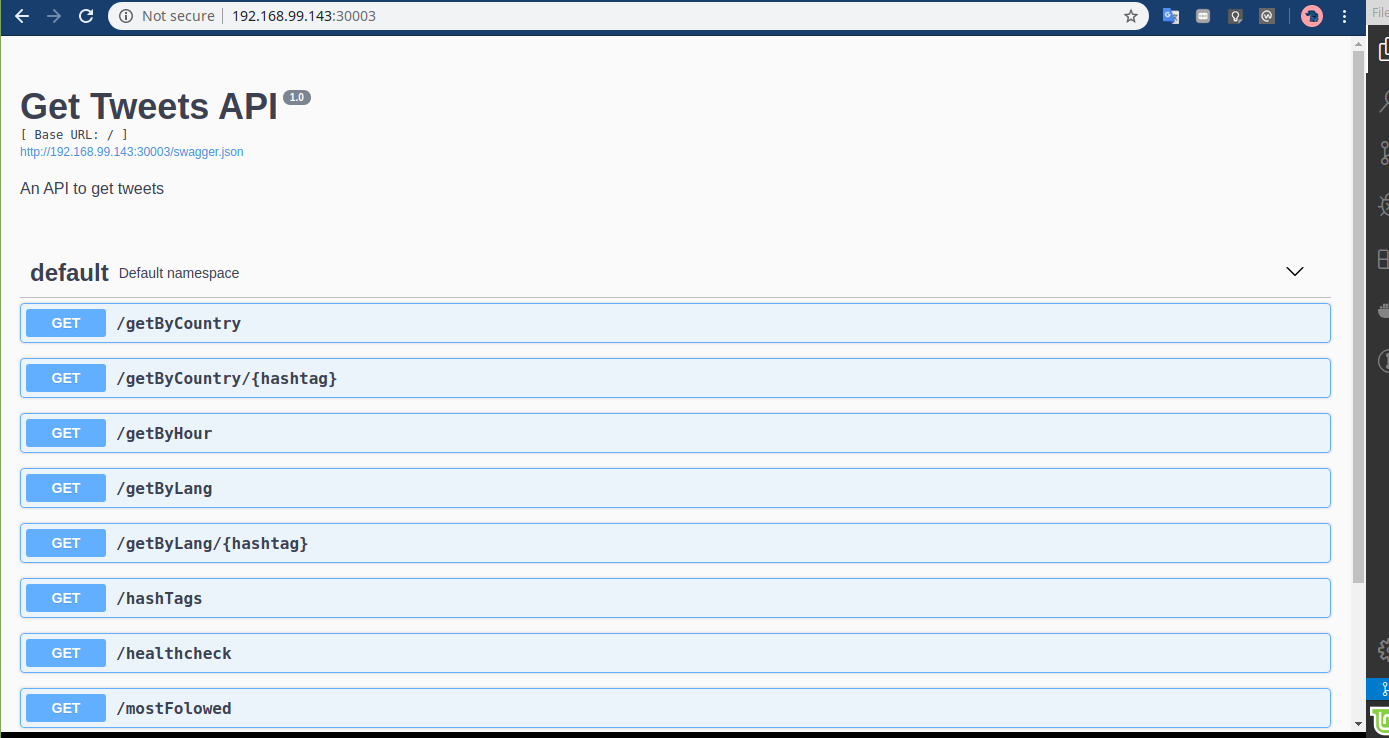 Not secure
192.168.99.143:30003
File
Get Tweets API 1.0
[ Base URL: / ]
http://192.168.99.143:30003/swagger.json
An API to get tweets
default Default namespace
GET /getByCountry
GET /getByCountry/{hashtag}
GET /getByHour
GET /getByLang
GET /getByLang/{hashtag}
GET /hashTags
GET /healthcheck
GET /mostFolowed